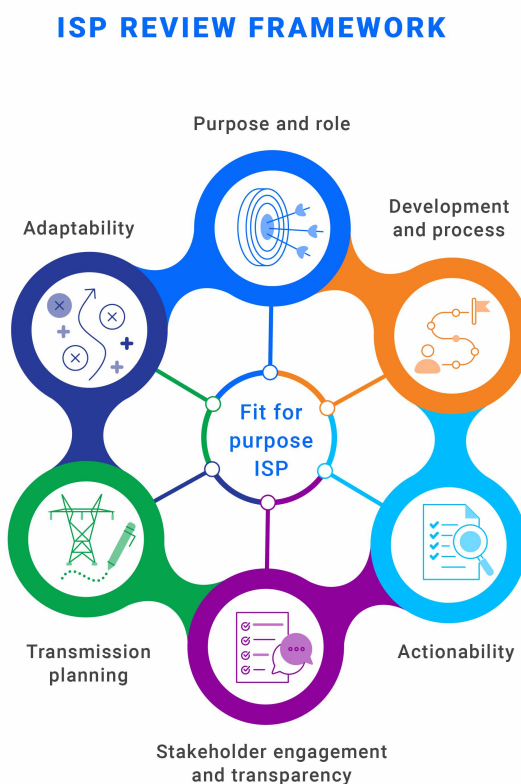 ISP REVIEW FRAMEWORK
Purpose and role
Development
and process
Adaptability
Fit for
purpose
ISP
Transmission
planning
Actionability
Stakeholder engagement
and transparency